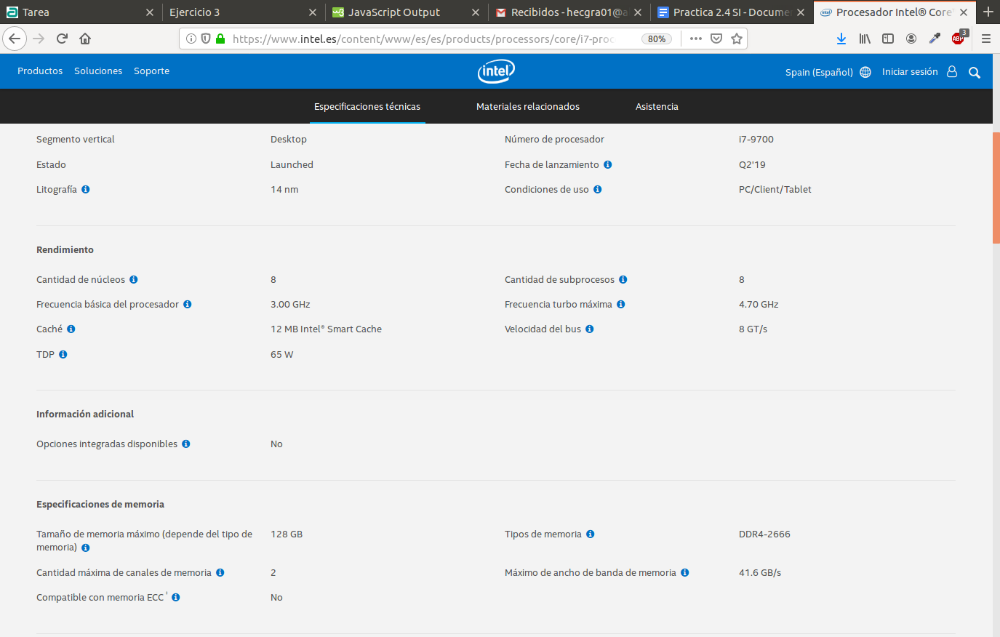 Tarea
Ejercicio 3
JavaScript Output
Recibidos - hecgra01@a
Practica 2.4 SI - Docume
Procesador Intel® Core
https://www.intel.es/content/www/es/es/products/processors/core/i7-proc
80%
ABP
3
Productos Soluciones Soporte
intel
Spain (Español) Iniciar sesión
Especificaciones técnicas Materiales relacionados Asistencia
Segmento vertical Desktop Número de procesador i7-9700
Estado Launched Fecha de lanzamiento Q2'19
Litografía 14 nm Condiciones de uso PC/Client/Tablet
Rendimiento
Cantidad de núcleos 8 Cantidad de subprocesos 8
Frecuencia básica del procesador 3.00 GHz Frecuencia turbo máxima 4.70 GHz
Caché 12 MB Intel® Smart Cache Velocidad del bus 8 GT/s
TDP 65 W
Información adicional
Opciones integradas disponibles No
Especificaciones de memoria
Tamaño de memoria máximo (depende del tipo de 128 GB Tipos de memoria DDR4-2666
memoria)
Cantidad máxima de canales de memoria 2 Máximo de ancho de banda de memoria 41.6 GB/s
Compatible con memoria ECC ‡ No